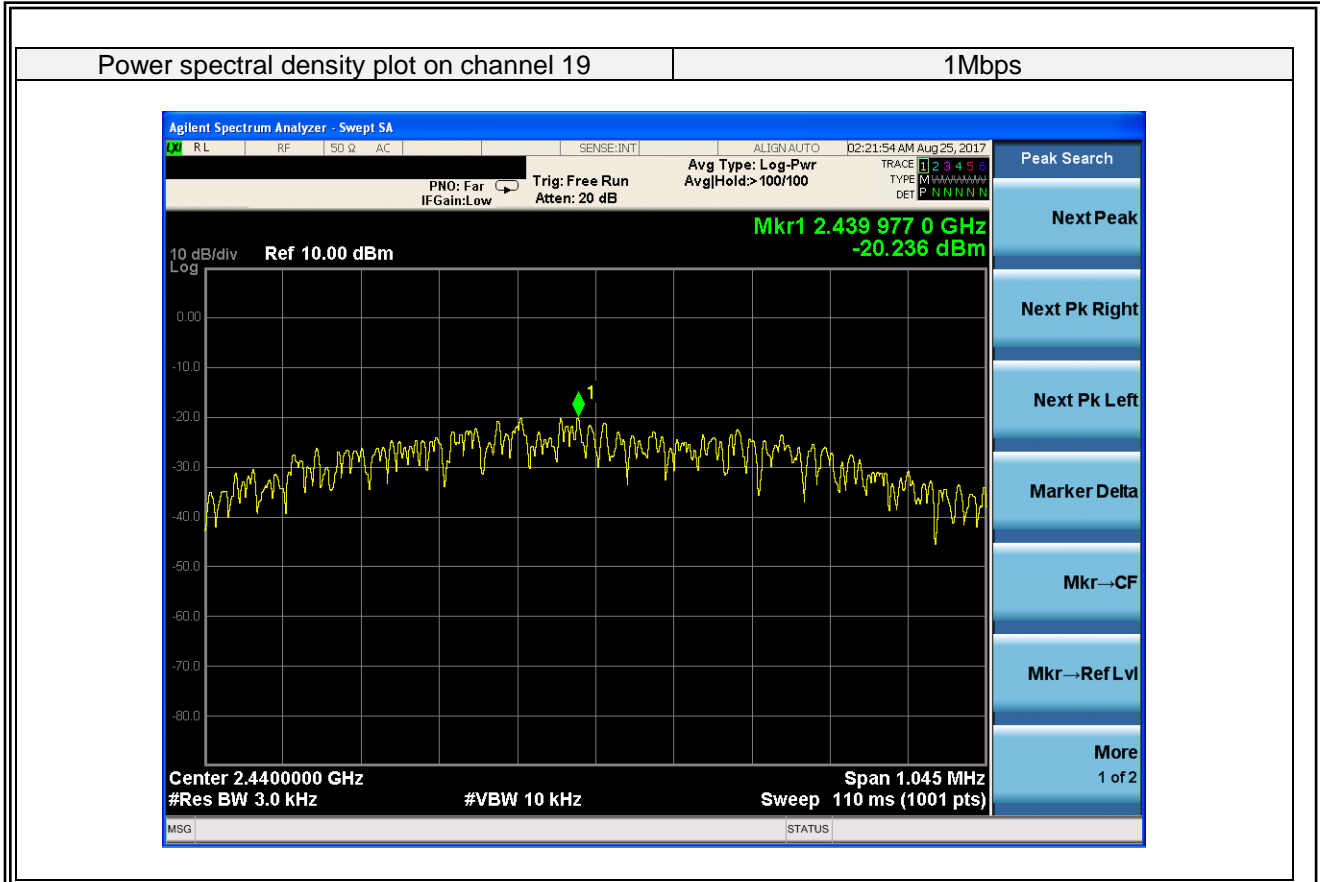 Power spectral density plot on channel 19 1Mbps
Agilent Spectrum Analyzer - Swept SA
LXI RL RF 50 Ω AC SENSE:INT ALIGN AUTO 02:21:54 AM Aug 25, 2017
PNO: Far Trig: Free Run Avg Type: Log-Pwr TRACE 1 2 3 4 5 6
IFGain:Low Atten: 20 dB Avg|Hold:>100/100 TYPE M WWWWW
DET P N N N N N
Peak Search
Mkr1 2.439 977 0 GHz
-20.236 dBm
10 dB/div Ref 10.00 dBm
Log
1
0.00
-10.0
-20.0
-30.0
-40.0
-50.0
-60.0
-70.0
-80.0
Center 2.4400000 GHz Span 1.045 MHz
#Res BW 3.0 kHz #VBW 10 kHz Sweep 110 ms (1001 pts)
Next Peak
Next Pk Right
Next Pk Left
Marker Delta
Mkr→CF
Mkr→Ref Lvl
More
1 of 2
MSG STATUS